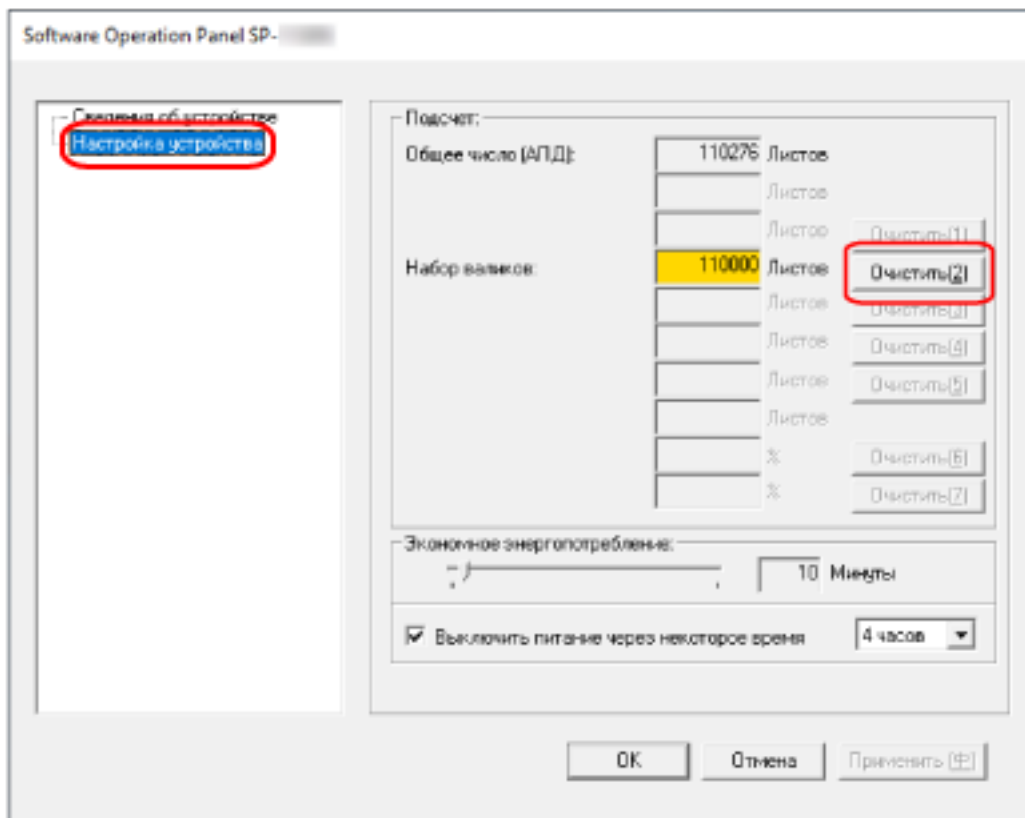 Software Operation Panel SP-
Сведения об устройстве
Настройка устройства
Подсчет:
Общее число (АПД): 110276 Листов
Листов
Листов Очистить(1)
Набор валиков: 110000 Листов Очистить(2)
Листов Очистить(3)
Листов Очистить(4)
Листов Очистить(5)
Листов
% Очистить(6)
% Очистить(7)
Экономное энергопотребление:
10 Минуты
Выключить питание через некоторое время 4 часов
OK Отмена Применить (中)